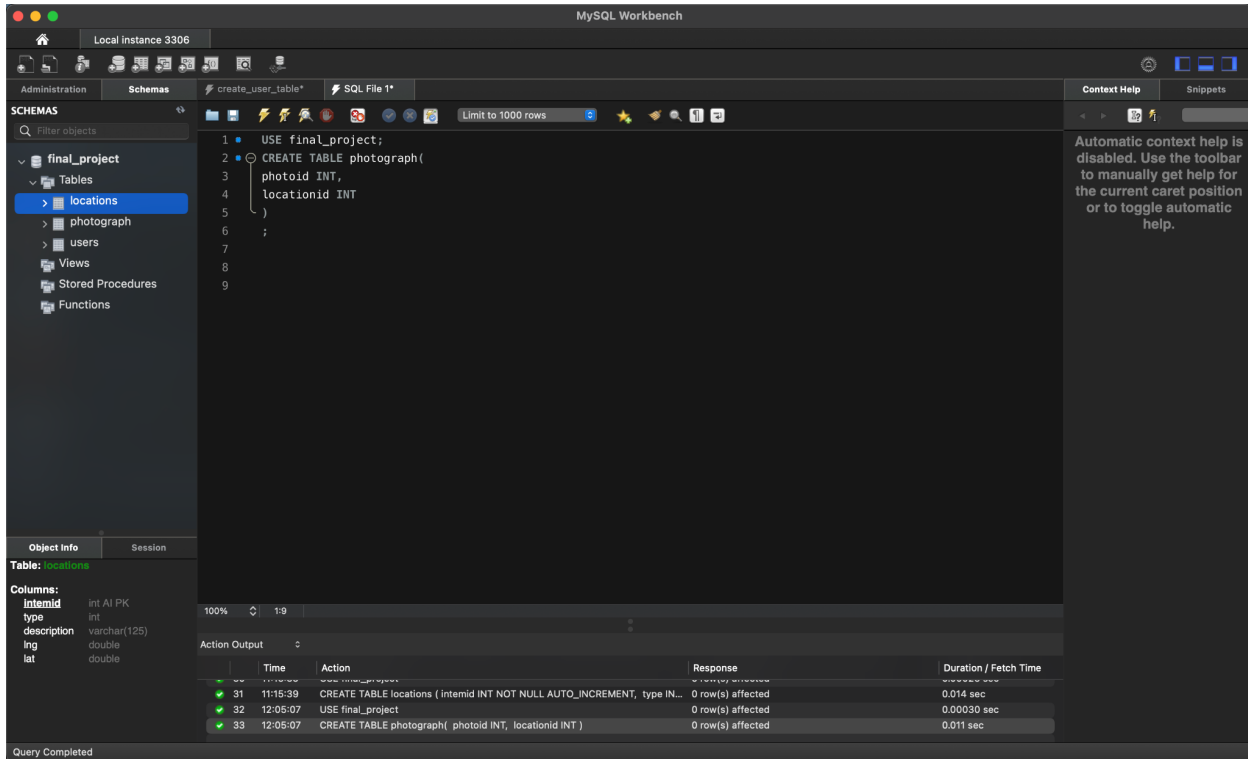 MySQL Workbench
Local instance 3306
Administration Schemas
create_user_table* SQL File 1*
Context Help Snippets
SCHEMAS
Filter objects
Limit to 1000 rows
final_project
Tables
locations
photograph
users
Views
Stored Procedures
Functions
1 USE final_project;
2 CREATE TABLE photograph(
3 photoid INT,
4 locationid INT
5 )
6 ;
7
8
9
Automatic context help is
disabled. Use the toolbar
to manually get help for
the current caret position
or to toggle automatic
help.
Object Info Session
Table: locations
Columns:
intemid int AI PK
type int
description varchar(125)
lng double
lat double
100% 1:9
Action Output
Time Action Response Duration / Fetch Time
31 11:15:39 CREATE TABLE locations ( intemid INT NOT NULL AUTO_INCREMENT, type IN... 0 row(s) affected 0.014 sec
32 12:05:07 USE final_project 0 row(s) affected 0.00030 sec
33 12:05:07 CREATE TABLE photograph( photoid INT, locationid INT ) 0 row(s) affected 0.011 sec
Query Completed